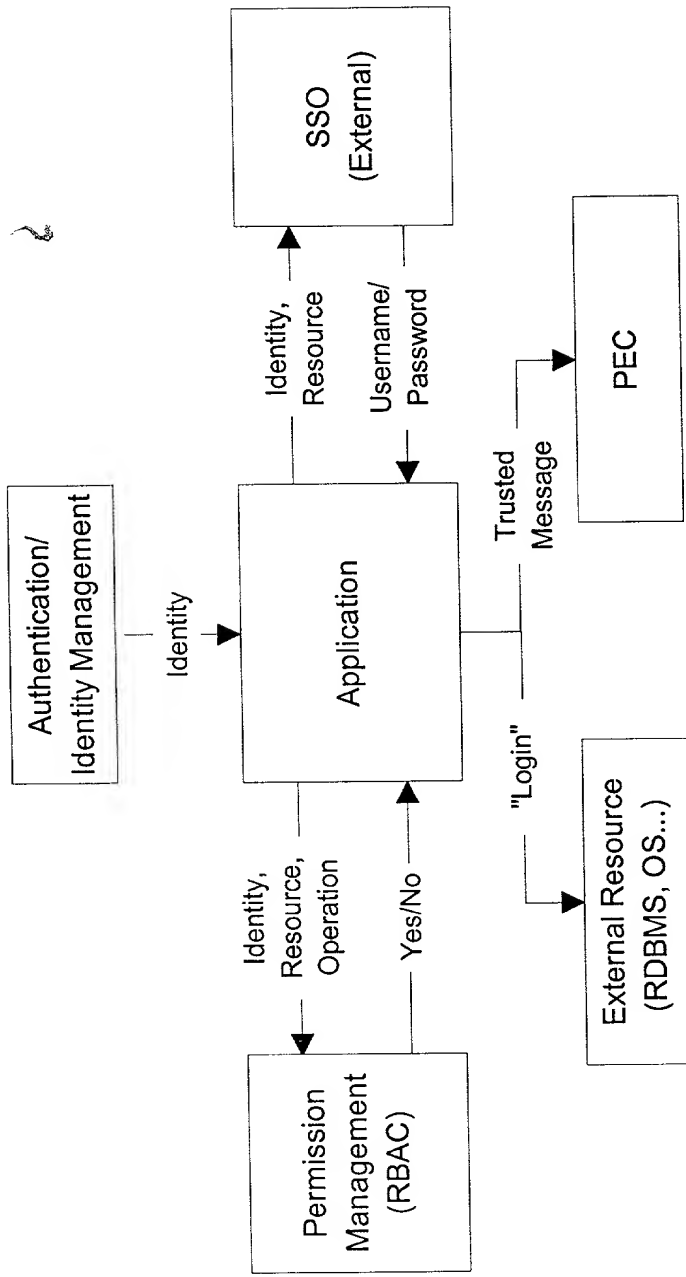 Authentication/
Identity Management
Identity
Permission
Management
(RBAC)
Identity,
Resource,
Operation
Yes/No
Application
Identity,
Resource
Username/
Password
SSO
(External)
"Login"
Trusted
Message
External Resource
(RDBMS, OS...)
PEC